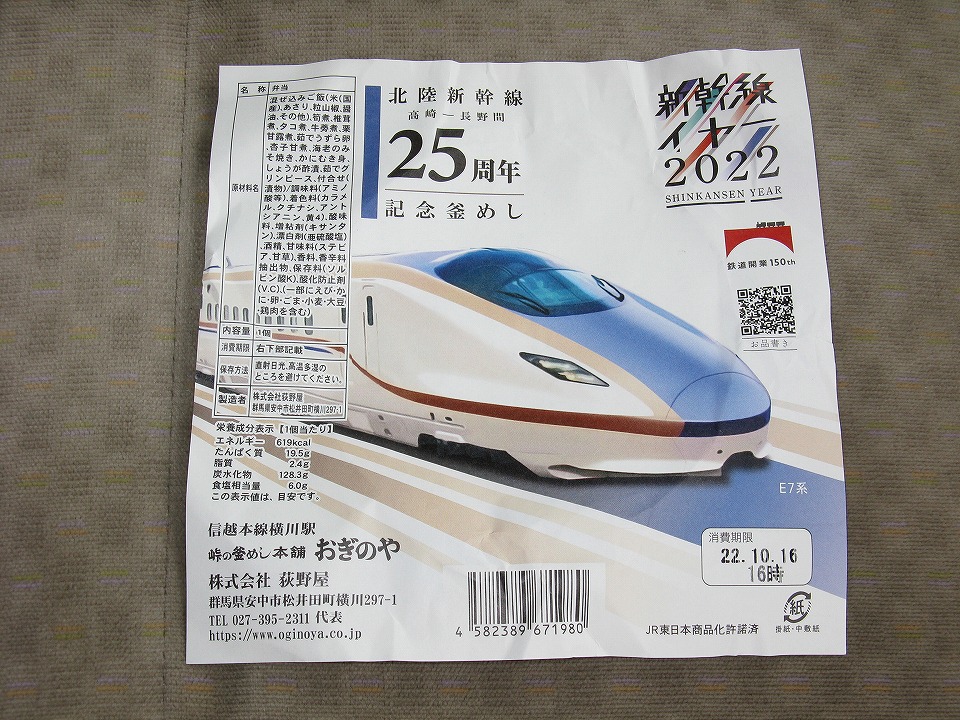 名 称 弁当
原材料名
混ぜ込みご飯(米(国
産),あさり,粒山椒,醤
油,その他),筍煮,椎茸
煮,タコ煮,牛蒡煮,栗
甘露煮,茹でうずら卵
,杏子甘煮,海老のみ
そ焼き,かにむき身,
しょうが酢漬,茹でグ
リンピース,付合せ(
漬物)/調味料(アミノ
酸等),着色料(カラメ
ル,クチナシ,アント
シアニン,黄4),酸味
料,増粘剤(キサンタ
ン),漂白剤(亜硫酸塩)
,酒精,甘味料(ステビ
ア,甘草),香料,香辛料
抽出物,保存料(ソル
ビン酸K),酸化防止剤
(V.C),(一部にえび・か
に・卵・ごま・小麦・大豆
・鶏肉を含む)
内容量 1個
消費期限 右下部記載
保存方法 直射日光,高温多湿の
ところを避けてください。
製造者 株式会社荻野屋
群馬県安中市松井田町横川297-1
栄養成分表示【1個当たり】
エネルギー 619kcal
たんぱく質 19.5g
脂質 2.4g
炭水化物 128.3g
食塩相当量 6.0g
この表示値は、目安です。
信越本線横川駅
峠の釜めし本舗 おぎのや
株式会社 荻野屋
群馬県安中市松井田町横川297-1
TEL 027-395-2311 代表
https://www.oginoya.co.jp
北陸新幹線
高崎―長野間
25周年
記念釜めし
新幹線
イヤー
2022
SHINKANSEN YEAR
鉄道開業150th
お品書き
E7系
消費期限
22.10.16
16時
4 582389 671980
JR東日本商品化許諾済
紙
掛紙・中敷紙